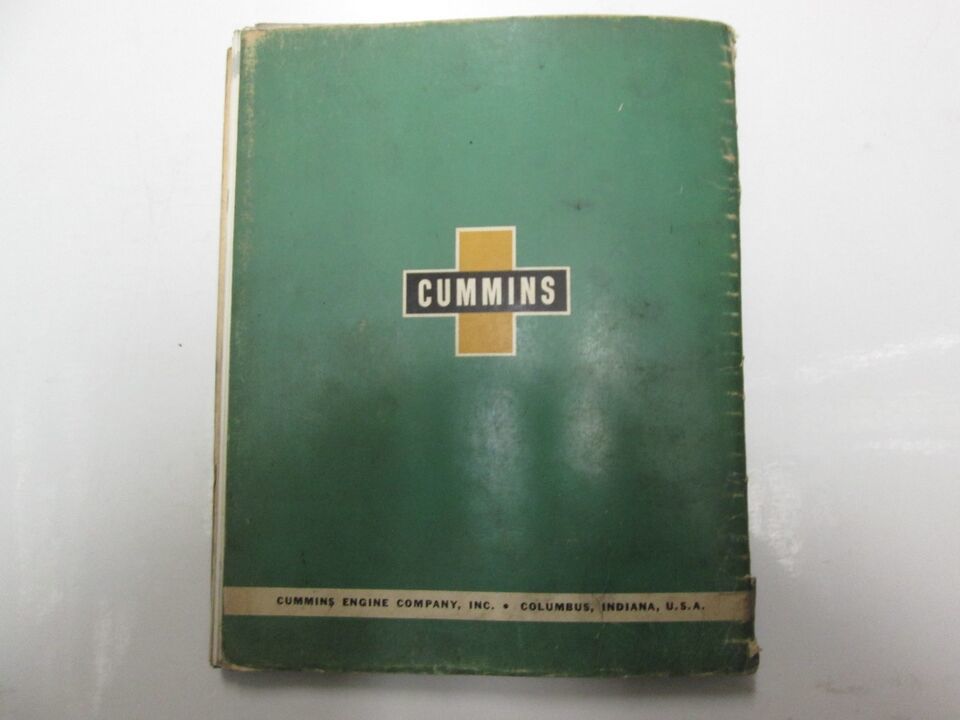 CUMMINS
CUMMINS ENGINE COMPANY, INC. • COLUMBUS, INDIANA, U.S.A.